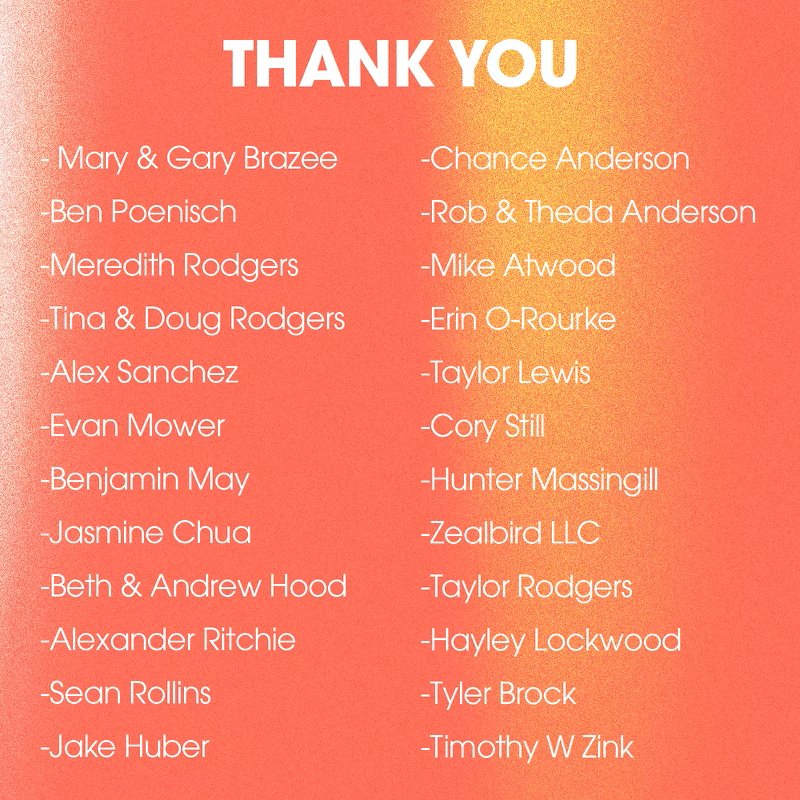 THANK YOU
- Mary & Gary Brazee
-Ben Poenisch
-Meredith Rodgers
-Tina & Doug Rodgers
-Alex Sanchez
-Evan Mower
-Benjamin May
-Jasmine Chua
-Beth & Andrew Hood
-Alexander Ritchie
-Sean Rollins
-Jake Huber
-Chance Anderson
-Rob & Theda Anderson
-Mike Atwood
-Erin O-Rourke
-Taylor Lewis
-Cory Still
-Hunter Massingill
-Zealbird LLC
-Taylor Rodgers
-Hayley Lockwood
-Tyler Brock
-Timothy W Zink